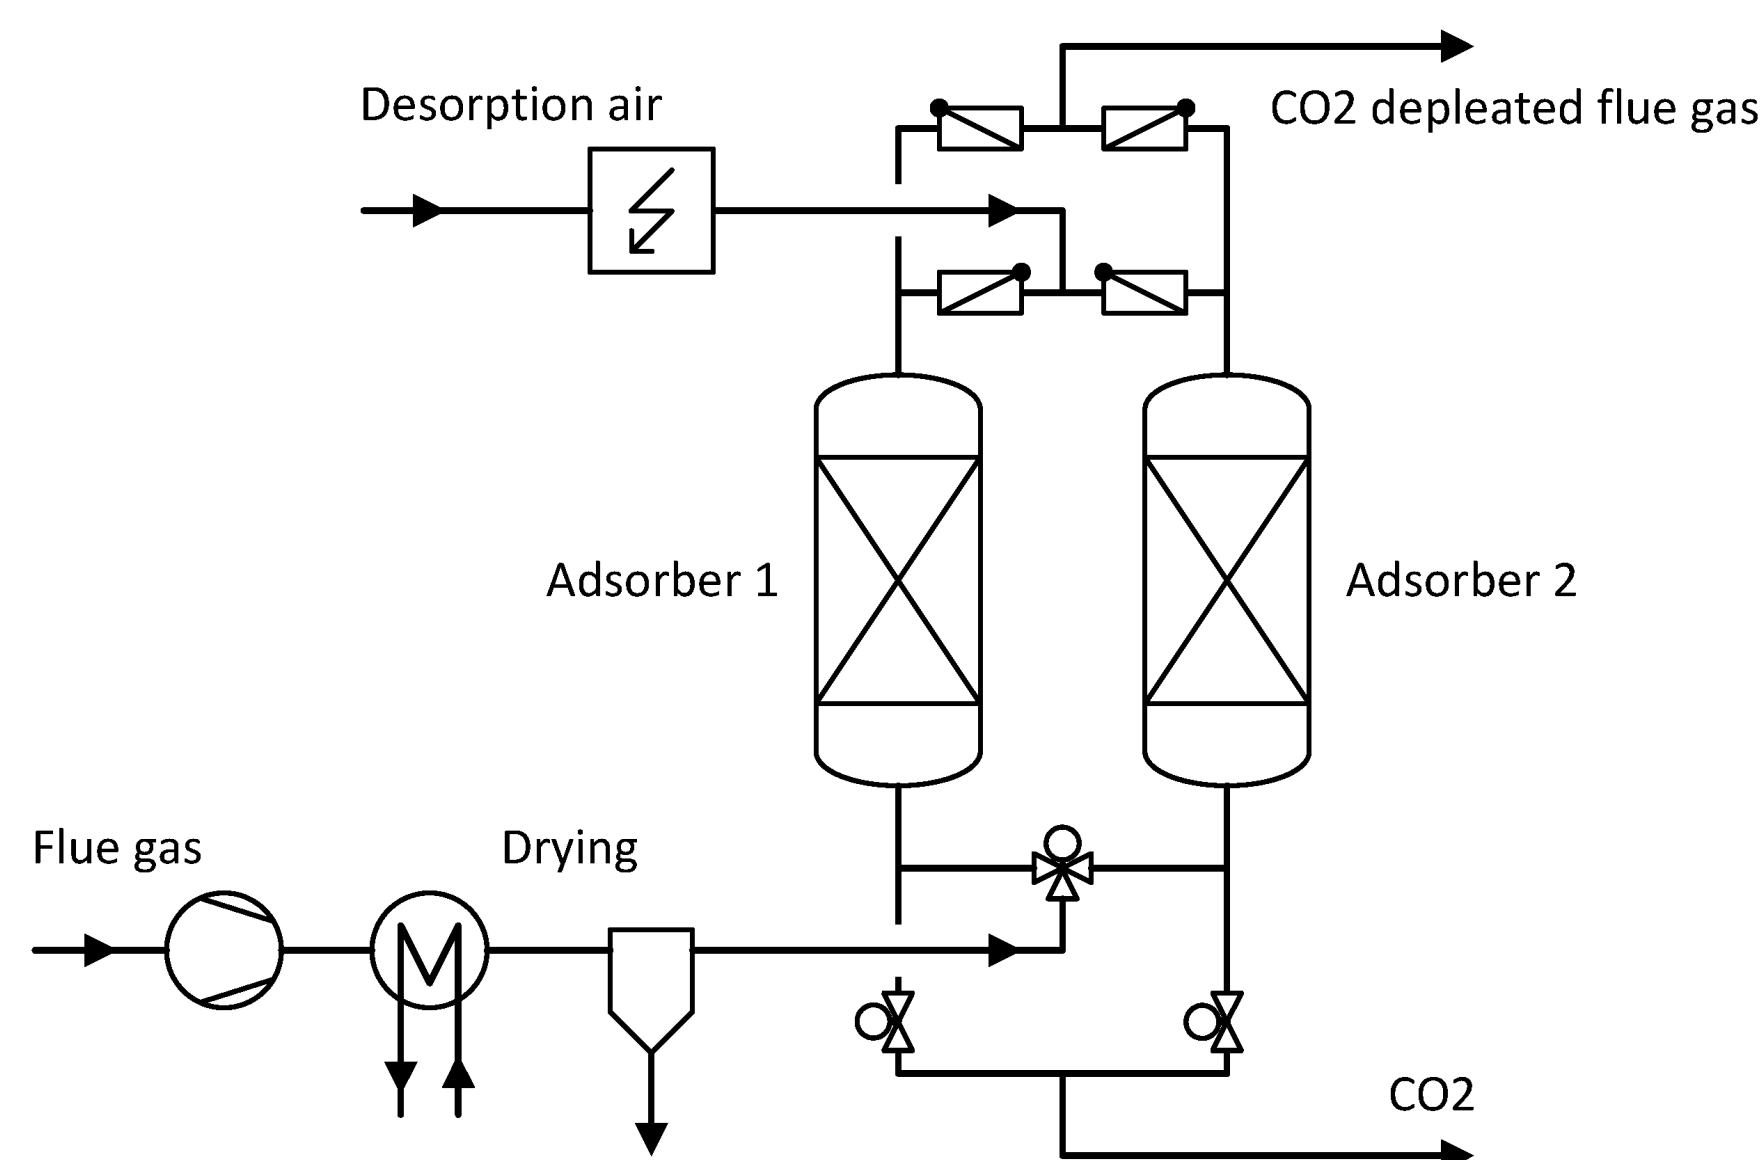 Desorption air
CO2 depleated flue gas
Adsorber 1
Adsorber 2
Flue gas
Drying
CO2